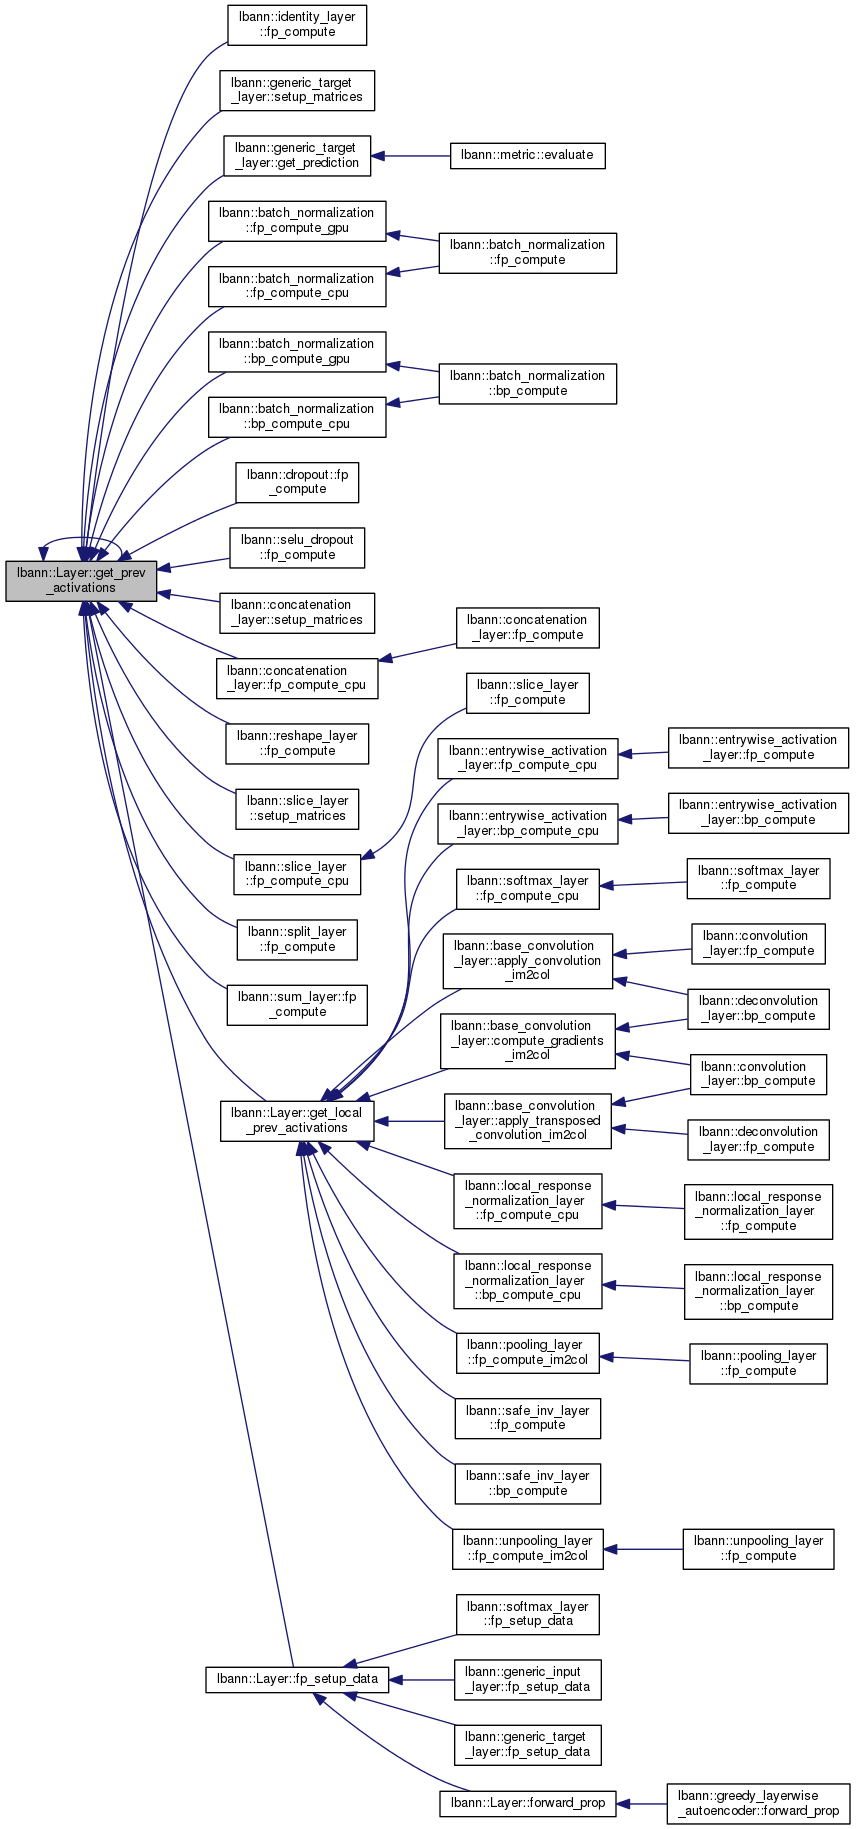 lbann::identity_layer
::fp_compute
lbann::generic_target
_layer::setup_matrices
lbann::generic_target
_layer::get_prediction
lbann::metric::evaluate
lbann::batch_normalization
::fp_compute_gpu
lbann::batch_normalization
::fp_compute
lbann::batch_normalization
::fp_compute_cpu
lbann::batch_normalization
::bp_compute_gpu
lbann::batch_normalization
::bp_compute
lbann::batch_normalization
::bp_compute_cpu
lbann::dropout::fp
_compute
lbann::selu_dropout
::fp_compute
lbann::Layer::get_prev
_activations
lbann::concatenation
_layer::setup_matrices
lbann::concatenation
_layer::fp_compute
lbann::concatenation
_layer::fp_compute_cpu
lbann::slice_layer
::fp_compute
lbann::reshape_layer
::fp_compute
lbann::entrywise_activation
_layer::fp_compute_cpu
lbann::entrywise_activation
_layer::fp_compute
lbann::slice_layer
::setup_matrices
lbann::entrywise_activation
_layer::bp_compute_cpu
lbann::entrywise_activation
_layer::bp_compute
lbann::slice_layer
::fp_compute_cpu
lbann::softmax_layer
::fp_compute_cpu
lbann::softmax_layer
::fp_compute
lbann::split_layer
::fp_compute
lbann::base_convolution
_layer::apply_convolution
_im2col
lbann::convolution
_layer::fp_compute
lbann::sum_layer::fp
_compute
lbann::deconvolution
_layer::bp_compute
lbann::base_convolution
_layer::compute_gradients
_im2col
lbann::convolution
_layer::bp_compute
lbann::Layer::get_local
_prev_activations
lbann::base_convolution
_layer::apply_transposed
_convolution_im2col
lbann::deconvolution
_layer::fp_compute
lbann::local_response
_normalization_layer
::fp_compute_cpu
lbann::local_response
_normalization_layer
::fp_compute
lbann::local_response
_normalization_layer
::bp_compute_cpu
lbann::local_response
_normalization_layer
::bp_compute
lbann::pooling_layer
::fp_compute_im2col
lbann::pooling_layer
::fp_compute
lbann::safe_inv_layer
::fp_compute
lbann::safe_inv_layer
::bp_compute
lbann::unpooling_layer
::fp_compute_im2col
lbann::unpooling_layer
::fp_compute
lbann::softmax_layer
::fp_setup_data
lbann::Layer::fp_setup_data
lbann::generic_input
_layer::fp_setup_data
lbann::generic_target
_layer::fp_setup_data
lbann::Layer::forward_prop
lbann::greedy_layerwise
_autoencoder::forward_prop